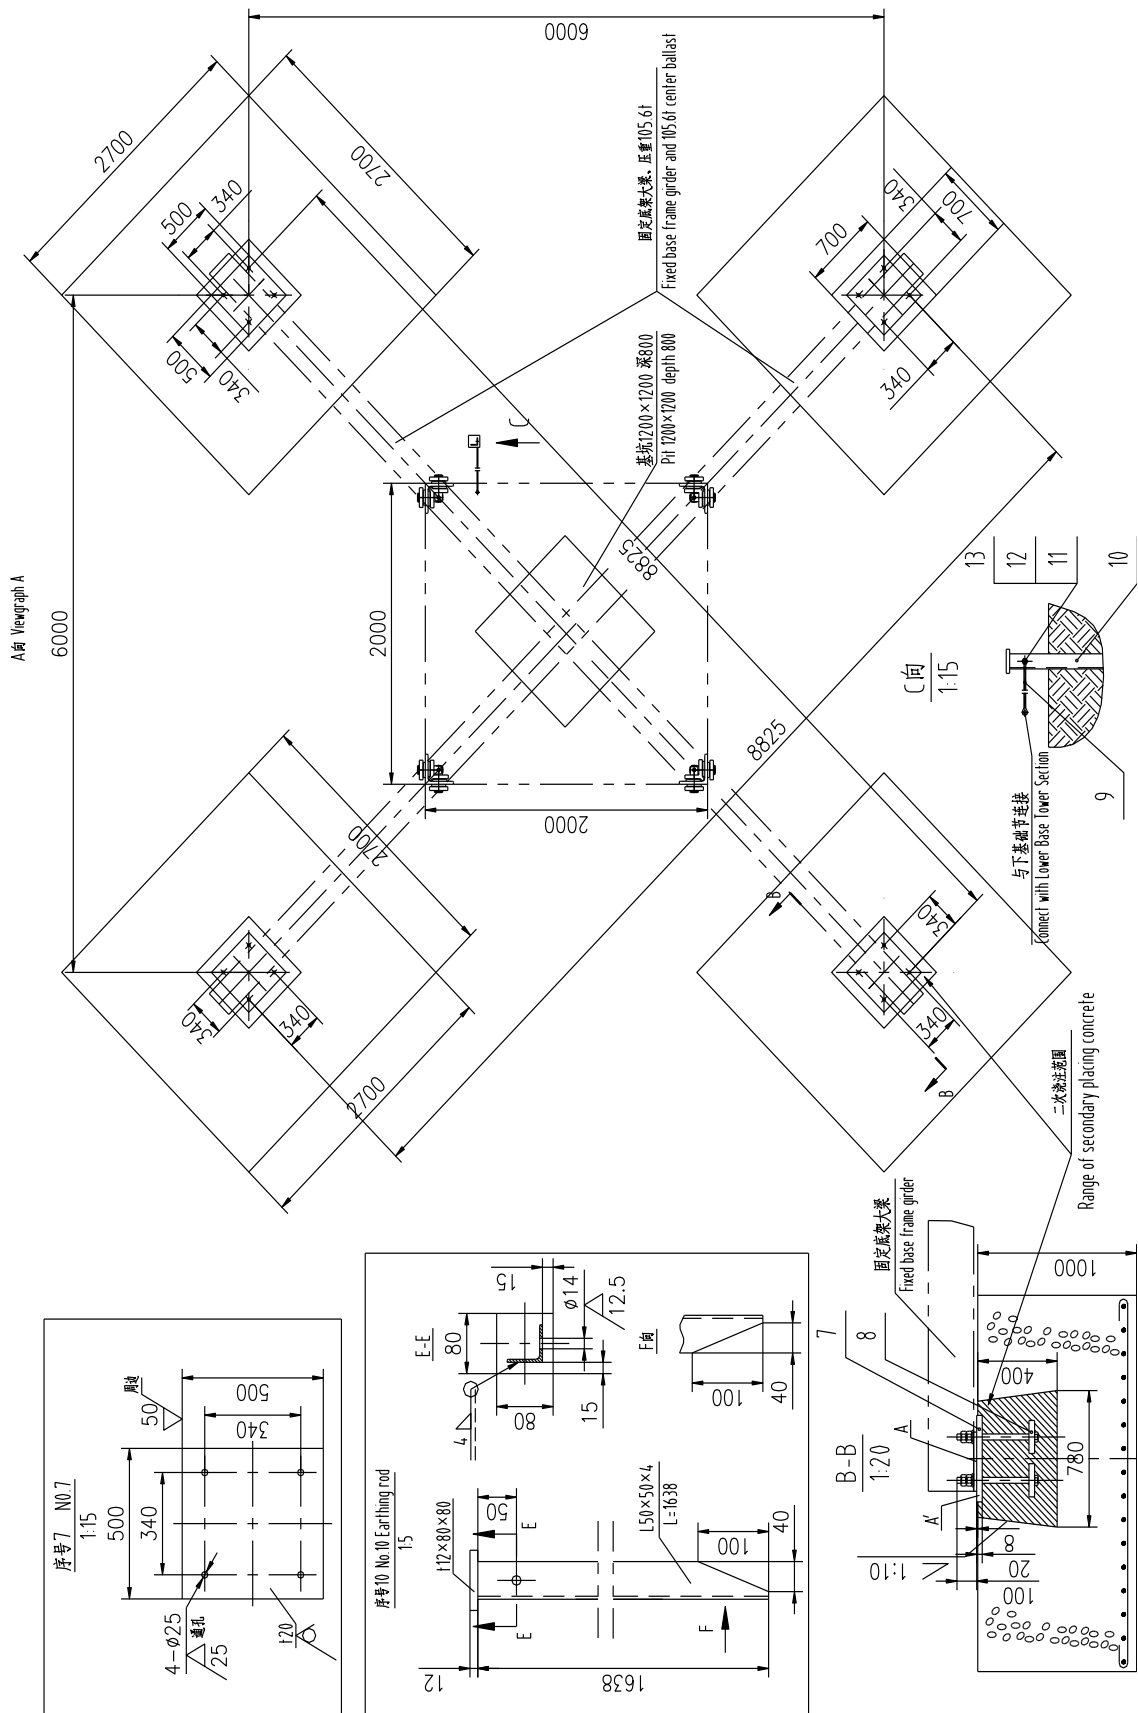 A向 Viewgraph A
6000
6000
2700
2700
500
340
500
340
固定底架大梁、压重105.6t
Fixed base frame girder and 105.6t center ballast
700
340
700
340
基坑1200×1200 深800
Pit 1200×1200 depth 800
C
2000
2000
8825
8825
2700
2700
340
340
B
B
340
340
C向
1:15
13
12
11
10
9
与下基础节连接
Connect with Lower Base Tower Section
二次浇注范围
Range of secondary placing concrete
序号7 NO.7
1:15
500
340
500
340
周边
50
4-Ø25
通孔
25
t20
序号10 No.10 Earthing rod
1:5
t12×80×80
50
E
E
12
1638
L50×50×4
L=1638
100
40
F
E-E
80
80
15
15
Ø14
12.5
4
F向
100
40
固定底架大梁
Fixed base frame girder
7
8
B-B
1:20
A
A'
1:10
8
20
100
400
780
1000